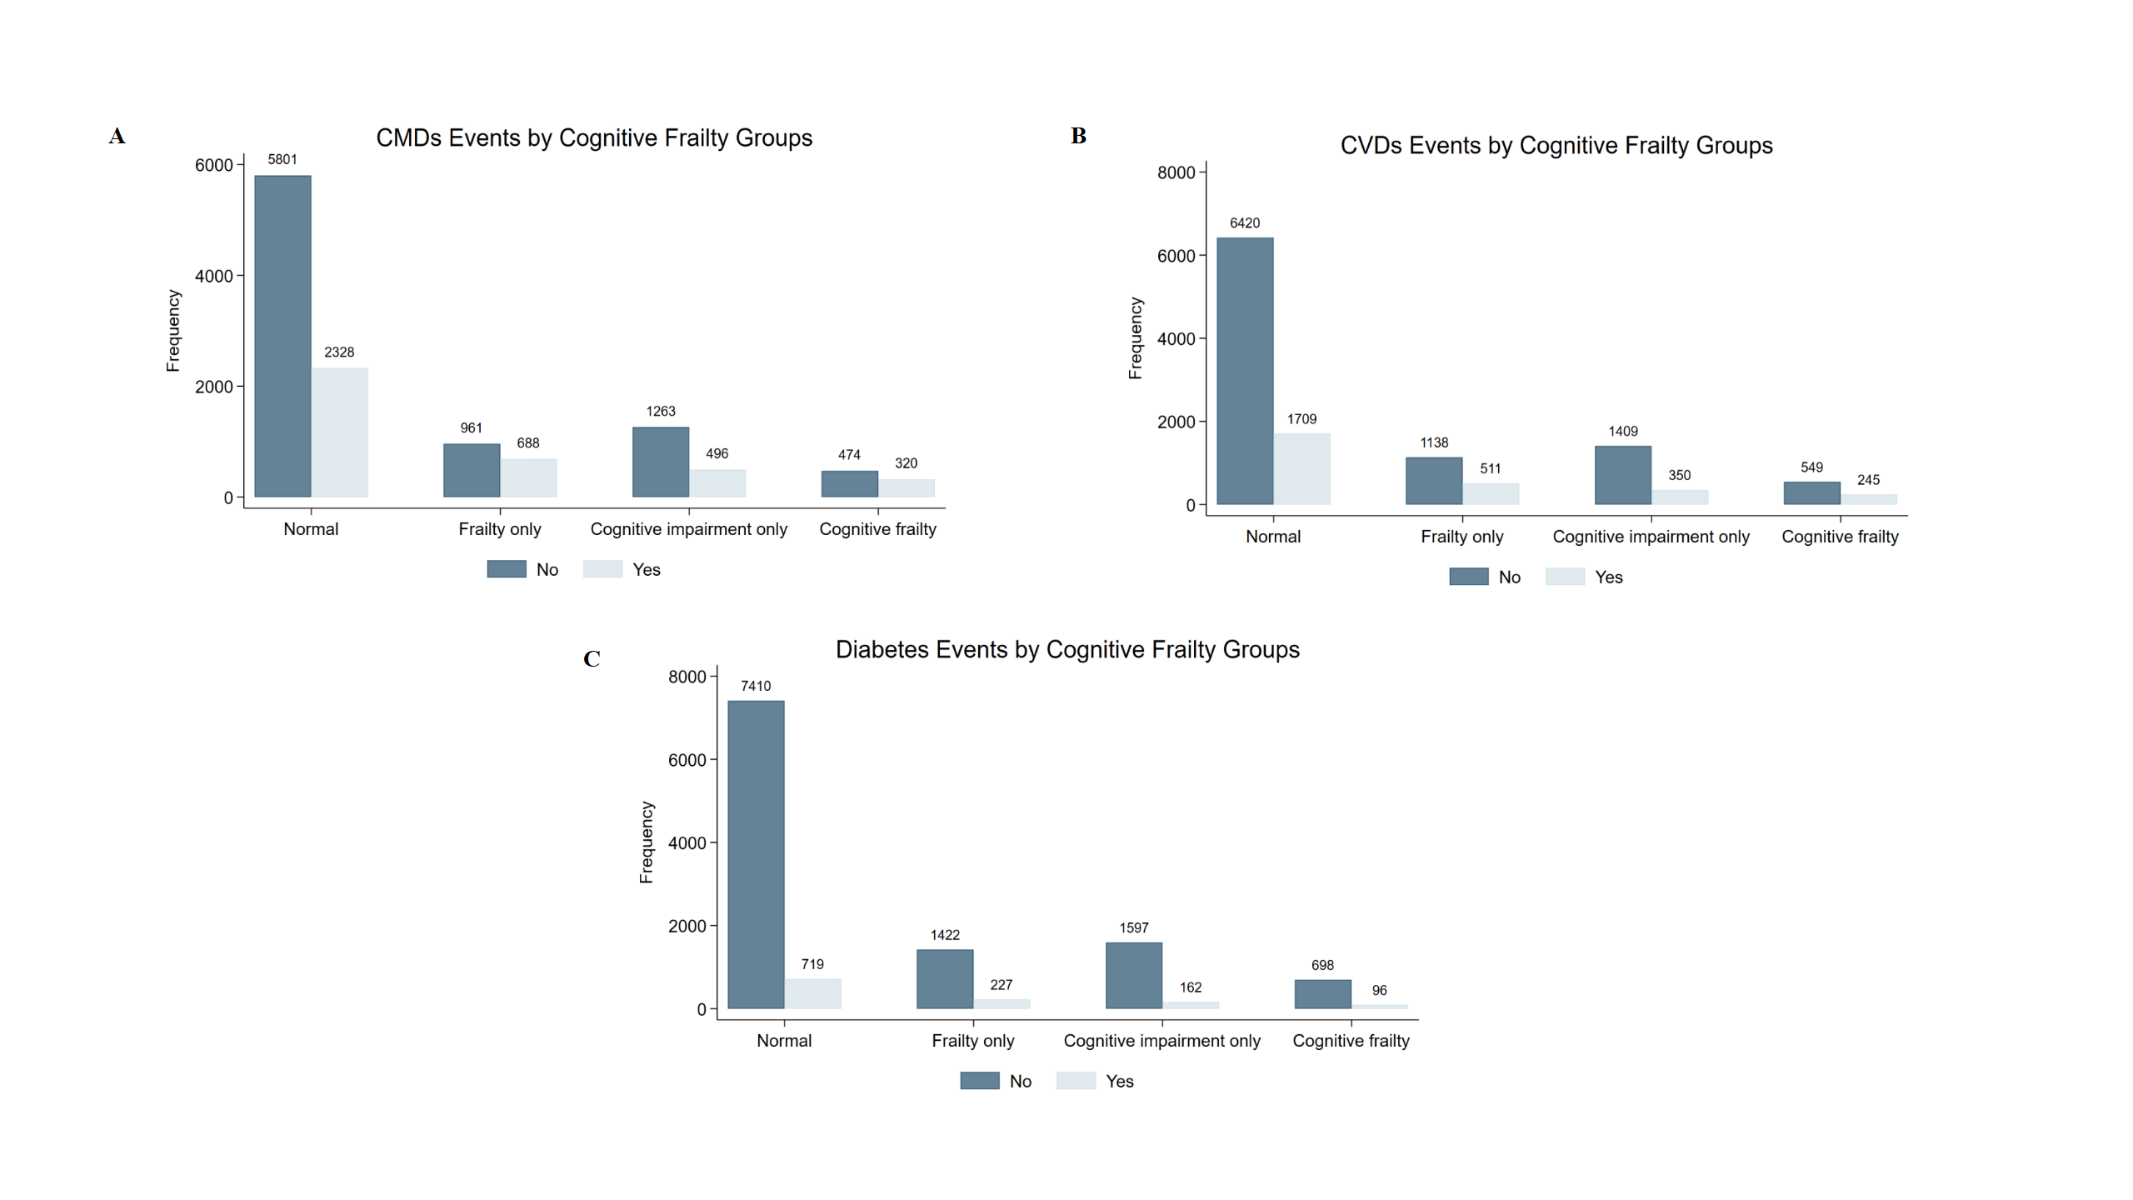 A
CMDs Events by Cognitive Frailty Groups
6000
4000
2000
0
Frequency
5801
2328
961
688
1263
496
474
320
Normal
Frailty only
Cognitive impairment only
Cognitive frailty
No
Yes
B
CVDs Events by Cognitive Frailty Groups
8000
6000
4000
2000
0
Frequency
6420
1709
1138
511
1409
350
549
245
Normal
Frailty only
Cognitive impairment only
Cognitive frailty
No
Yes
C
Diabetes Events by Cognitive Frailty Groups
8000
6000
4000
2000
0
Frequency
7410
719
1422
227
1597
162
698
96
Normal
Frailty only
Cognitive impairment only
Cognitive frailty
No
Yes